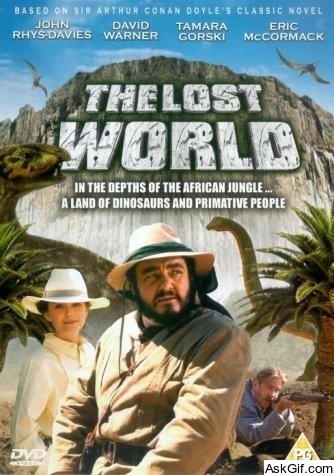 BASED ON SIR ARTHUR CONAN DOYLE'S CLASSIC NOVEL
JOHN RHYS-DAVIES
DAVID WARNER
TAMARA GORSKI
ERIC McCORMACK
THE LOST
WORLD
IN THE DEPTHS OF THE AFRICAN JUNGLE...
A LAND OF DINOSAURS AND PRIMATIVE PEOPLE
DVD
VIDEO
PG
AskGif.com